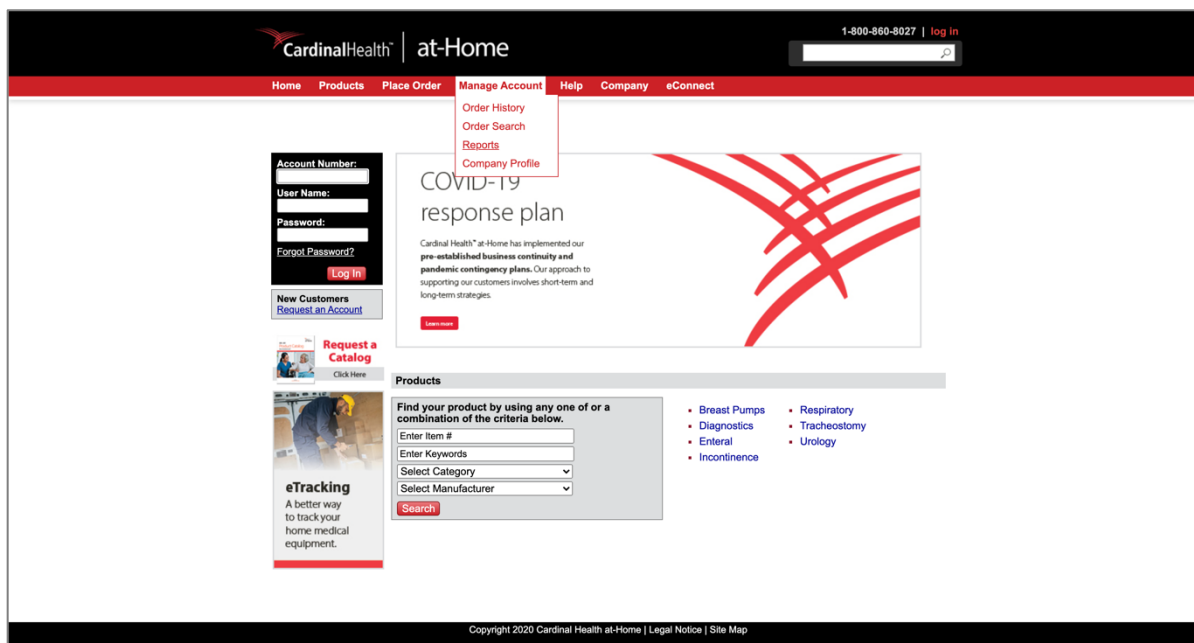 CardinalHealth™ | at-Home
1-800-860-8027 | log in
Home Products Place Order Manage Account Help Company eConnect
Order History
Order Search
Reports
Company Profile
Account Number:
User Name:
Password:
Forgot Password?
Log In
New Customers
Request an Account
Request a
Catalog
Click Here
eTracking
A better way
to track your
home medical
equipment.
COVID-19
response plan
Cardinal Health™ at-Home has implemented our
pre-established business continuity and
pandemic contingency plans. Our approach to
supporting our customers involves short-term and
long-term strategies.
Learn more
Products
Find your product by using any one of or a
combination of the criteria below.
Enter Item #
Enter Keywords
Select Category
Select Manufacturer
Search
Breast Pumps
Diagnostics
Enteral
Incontinence
Respiratory
Tracheostomy
Urology
Copyright 2020 Cardinal Health at-Home | Legal Notice | Site Map